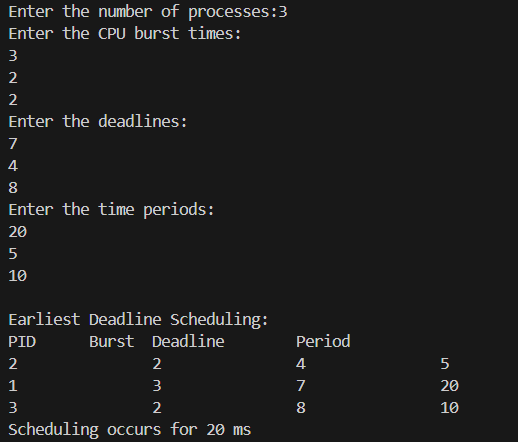 Enter the number of processes:3
Enter the CPU burst times:
3
2
2
Enter the deadlines:
7
4
8
Enter the time periods:
20
5
10

Earliest Deadline Scheduling:
PID Burst Deadline Period
2 2 4 5
1 3 7 20
3 2 8 10
Scheduling occurs for 20 ms